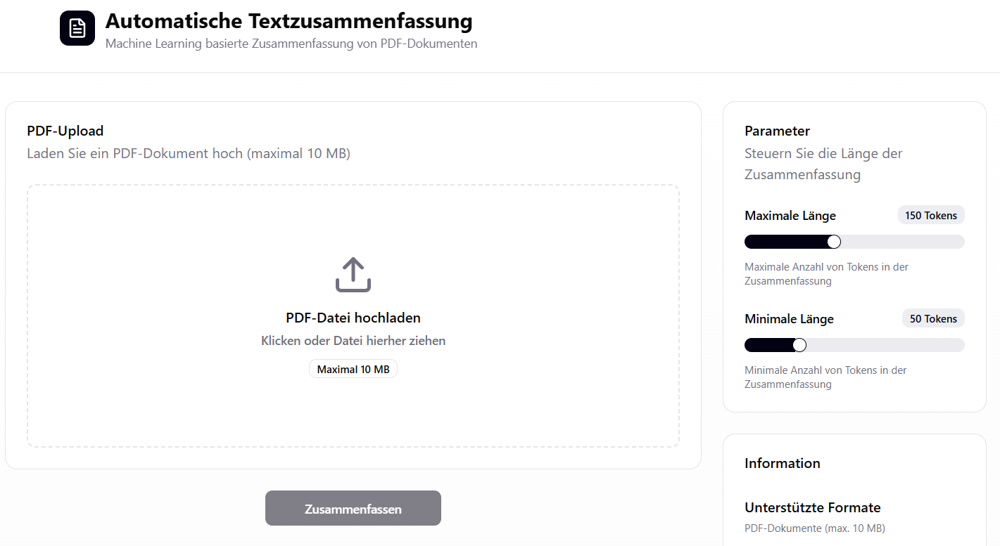 Automatische Textzusammenfassung
Machine Learning basierte Zusammenfassung von PDF-Dokumenten
PDF-Upload
Laden Sie ein PDF-Dokument hoch (maximal 10 MB)
PDF-Datei hochladen
Klicken oder Datei hierher ziehen
Maximal 10 MB
Zusammenfassen
Parameter
Steuern Sie die Länge der
Zusammenfassung
Maximale Länge
150 Tokens
Maximale Anzahl von Tokens in der
Zusammenfassung
Minimale Länge
50 Tokens
Minimale Anzahl von Tokens in der
Zusammenfassung
Information
Unterstützte Formate
PDF-Dokumente (max. 10 MB)